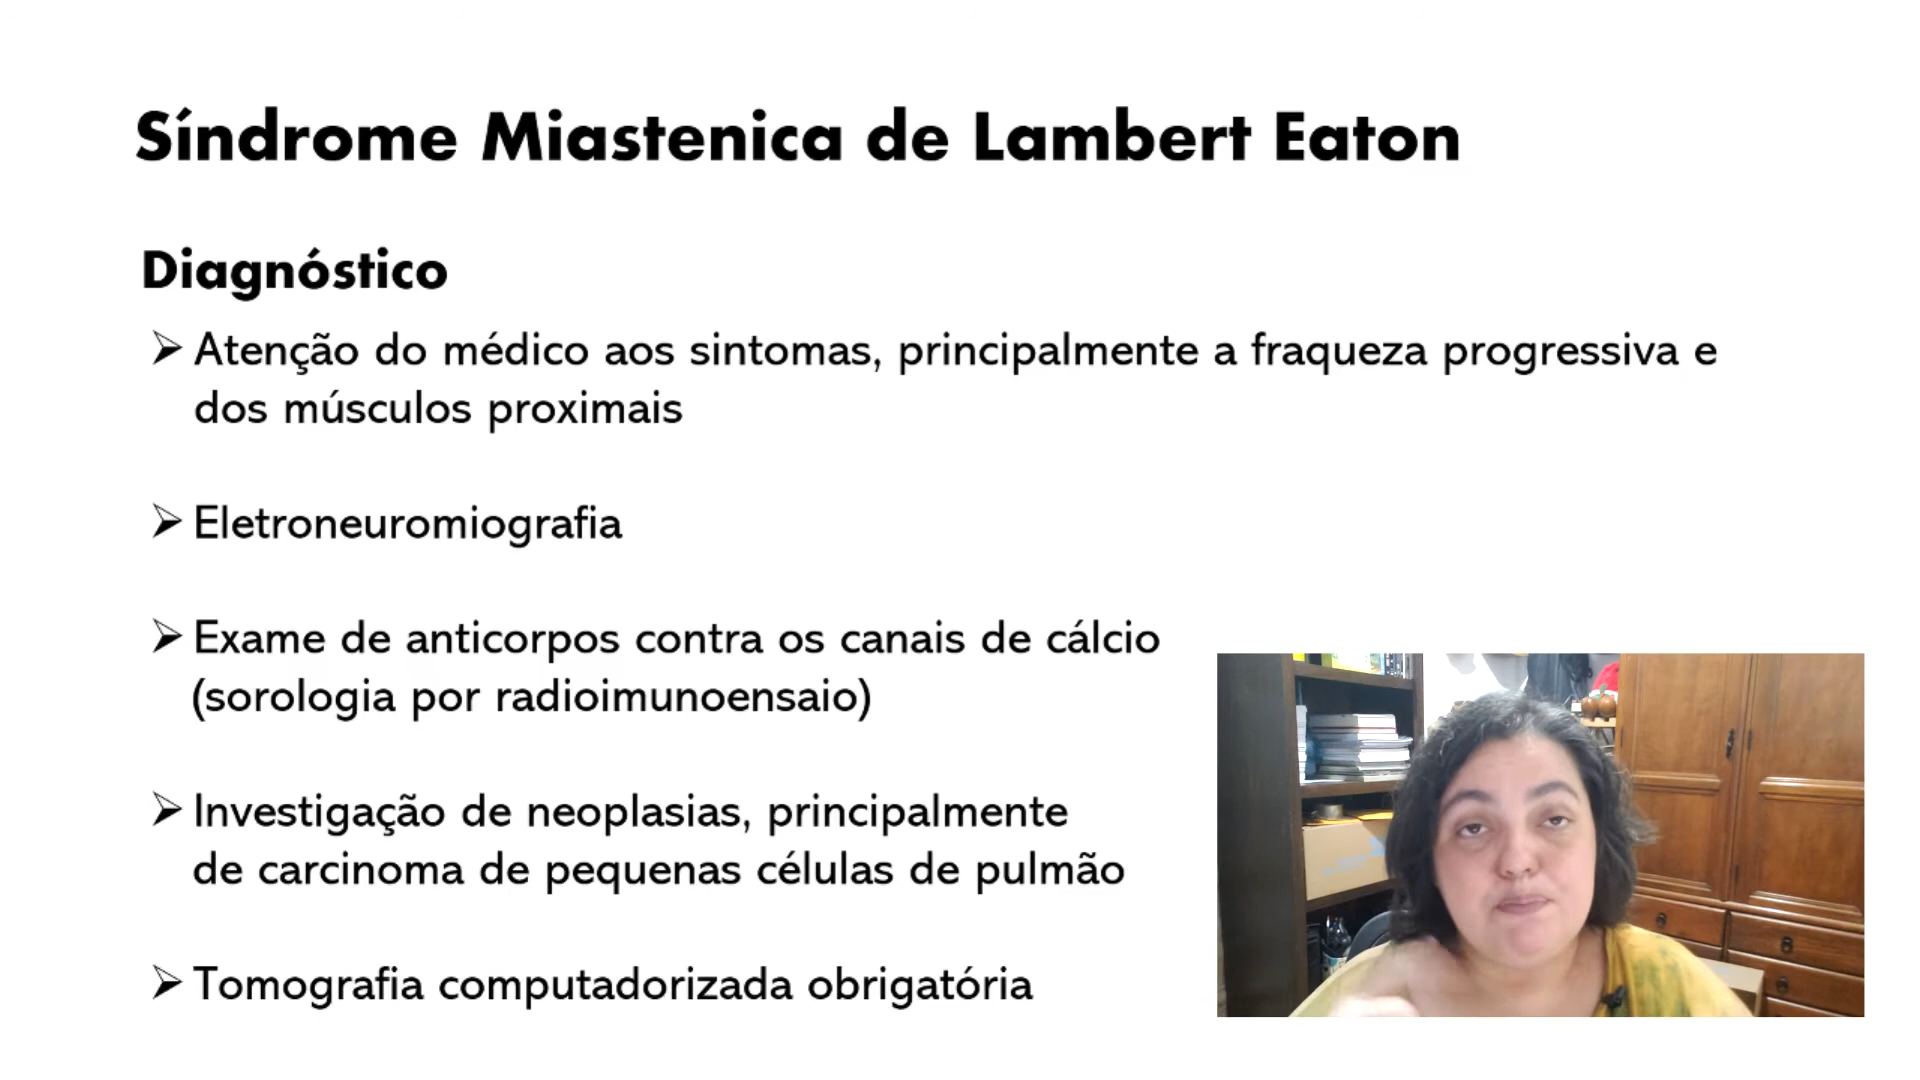 Síndrome Miastenica de Lambert Eaton
Diagnóstico
➢ Atenção do médico aos sintomas, principalmente a fraqueza progressiva e
dos músculos proximais
➢ Eletroneuromiografia
➢ Exame de anticorpos contra os canais de cálcio
(sorologia por radioimunoensaio)
➢ Investigação de neoplasias, principalmente
de carcinoma de pequenas células de pulmão
➢ Tomografia computadorizada obrigatória